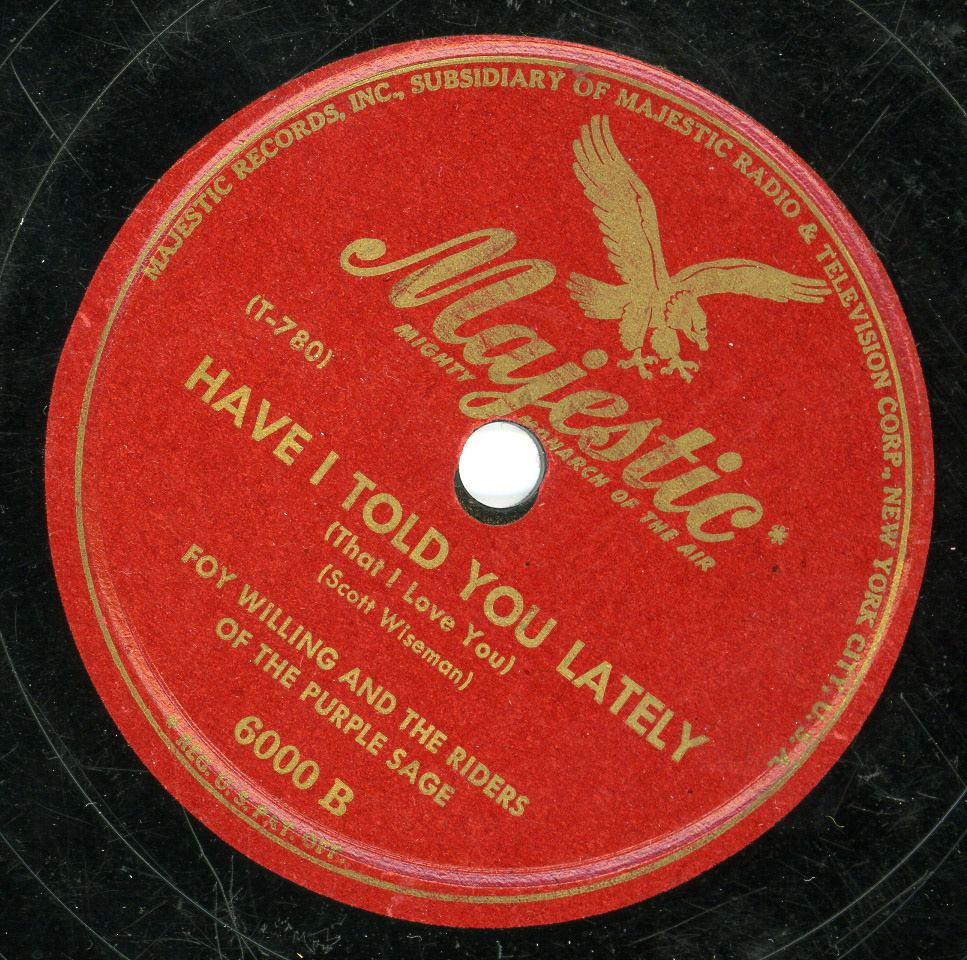 MAJESTIC RECORDS, INC., SUBSIDIARY OF MAJESTIC RADIO & TELEVISION CORP., NEW YORK CITY, U. S. A.
Majestic*
MIGHTY MONARCH OF THE AIR
(T-780)
HAVE I TOLD YOU LATELY
(That I Love You)
(Scott Wiseman)
FOY WILLING AND THE RIDERS
OF THE PURPLE SAGE
6000 B
* REG. U. S. PAT. OFF.